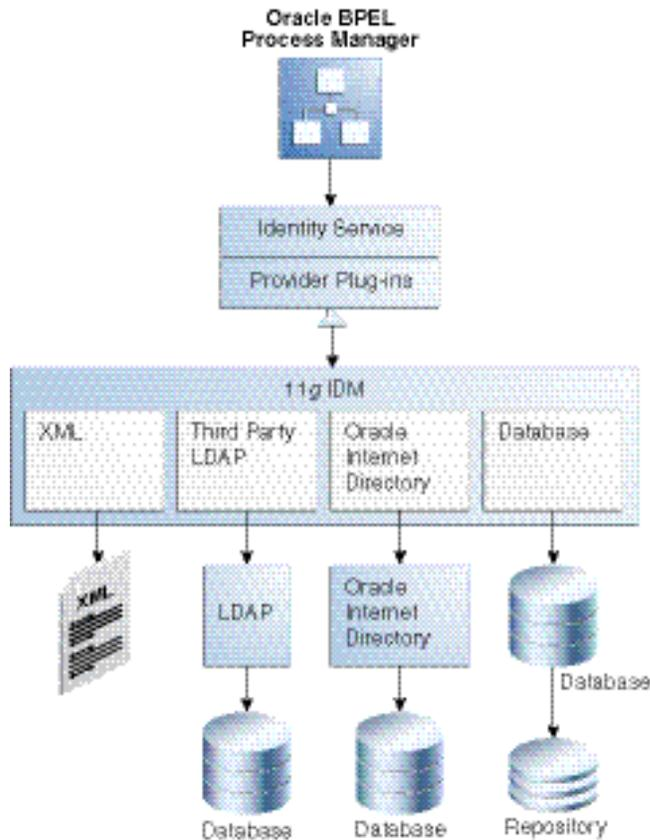 Oracle BPEL
Process Manager
Identity Service
Provider Plug-ins
11g IDM
XML
Third Party
LDAP
Oracle
Internet
Directory
Database
XML
LDAP
Oracle
Internet
Directory
Database
Database
Database
Repository